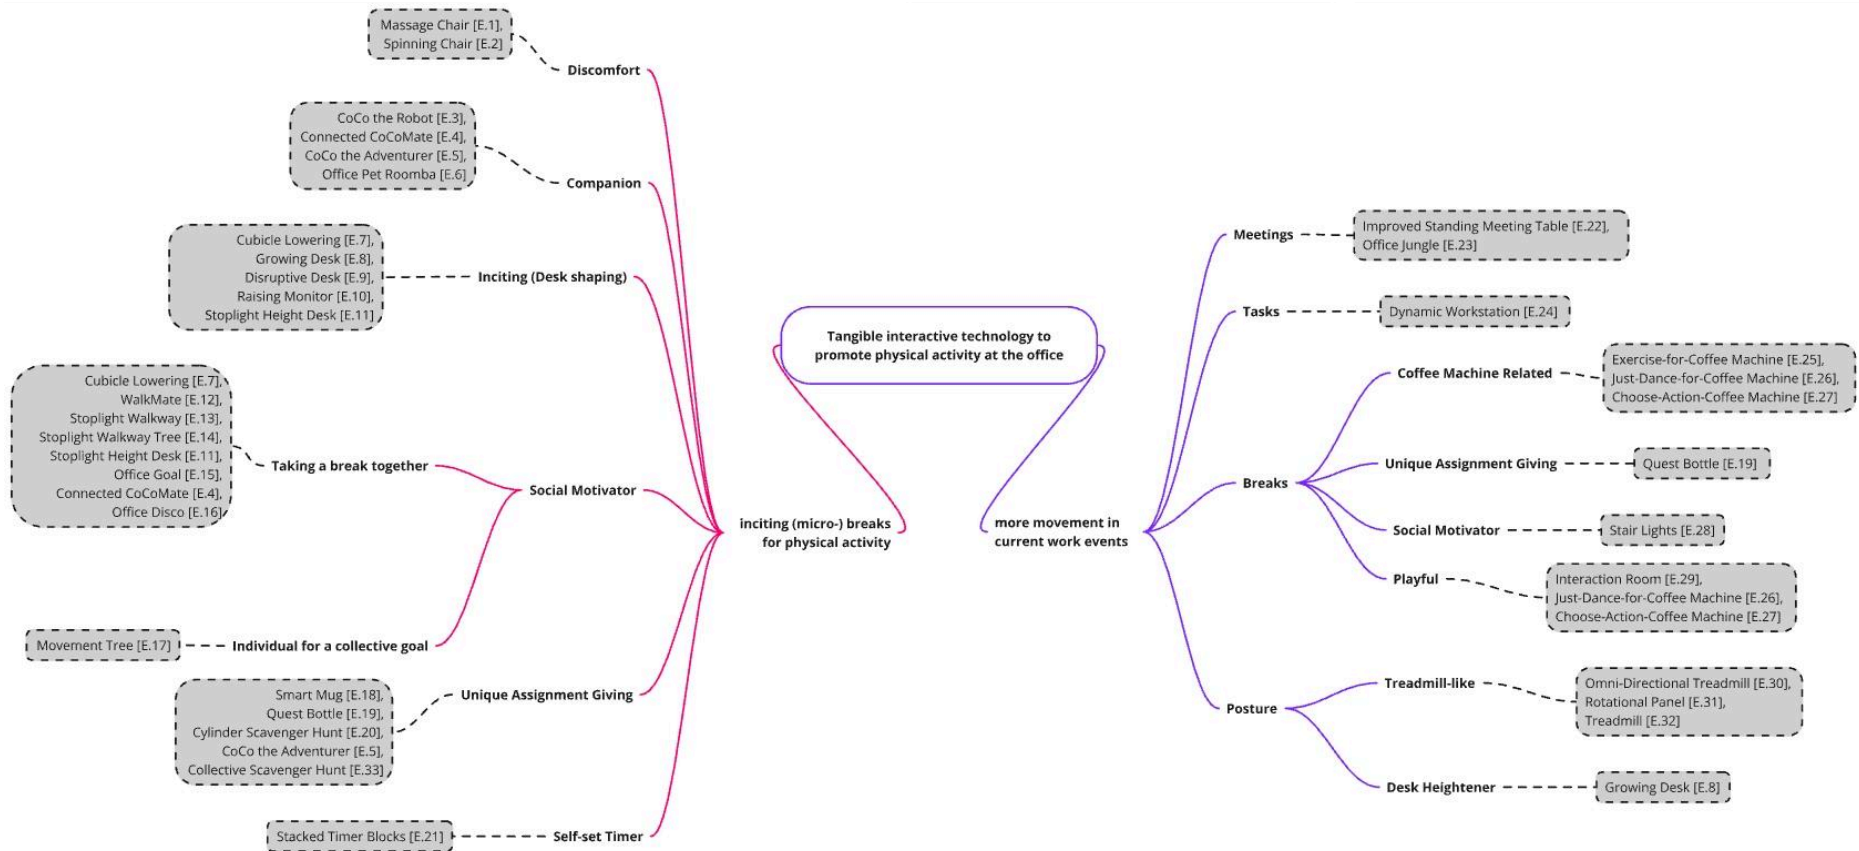 Tangible interactive technology to
promote physical activity at the office
inciting (micro-) breaks
for physical activity
Discomfort
Massage Chair [E.1],
Spinning Chair [E.2]
Companion
CoCo the Robot [E.3],
Connected CoCoMate [E.4],
CoCo the Adventurer [E.5],
Office Pet Roomba [E.6]
Inciting (Desk shaping)
Cubicle Lowering [E.7],
Growing Desk [E.8],
Disruptive Desk [E.9],
Raising Monitor [E.10],
Stoplight Height Desk [E.11]
Social Motivator
Taking a break together
Cubicle Lowering [E.7],
WalkMate [E.12],
Stoplight Walkway [E.13],
Stoplight Walkway Tree [E.14],
Stoplight Height Desk [E.11],
Office Goal [E.15],
Connected CoCoMate [E.4],
Office Disco [E.16]
Individual for a collective goal
Movement Tree [E.17]
Unique Assignment Giving
Smart Mug [E.18],
Quest Bottle [E.19],
Cylinder Scavenger Hunt [E.20],
CoCo the Adventurer [E.5],
Collective Scavenger Hunt [E.33]
Self-set Timer
Stacked Timer Blocks [E.21]
more movement in
current work events
Meetings
Improved Standing Meeting Table [E.22],
Office Jungle [E.23]
Tasks
Dynamic Workstation [E.24]
Breaks
Coffee Machine Related
Exercise-for-Coffee Machine [E.25],
Just-Dance-for-Coffee Machine [E.26],
Choose-Action-Coffee Machine [E.27]
Unique Assignment Giving
Quest Bottle [E.19]
Social Motivator
Stair Lights [E.28]
Playful
Interaction Room [E.29],
Just-Dance-for-Coffee Machine [E.26],
Choose-Action-Coffee Machine [E.27]
Posture
Treadmill-like
Omni-Directional Treadmill [E.30],
Rotational Panel [E.31],
Treadmill [E.32]
Desk Heightener
Growing Desk [E.8]